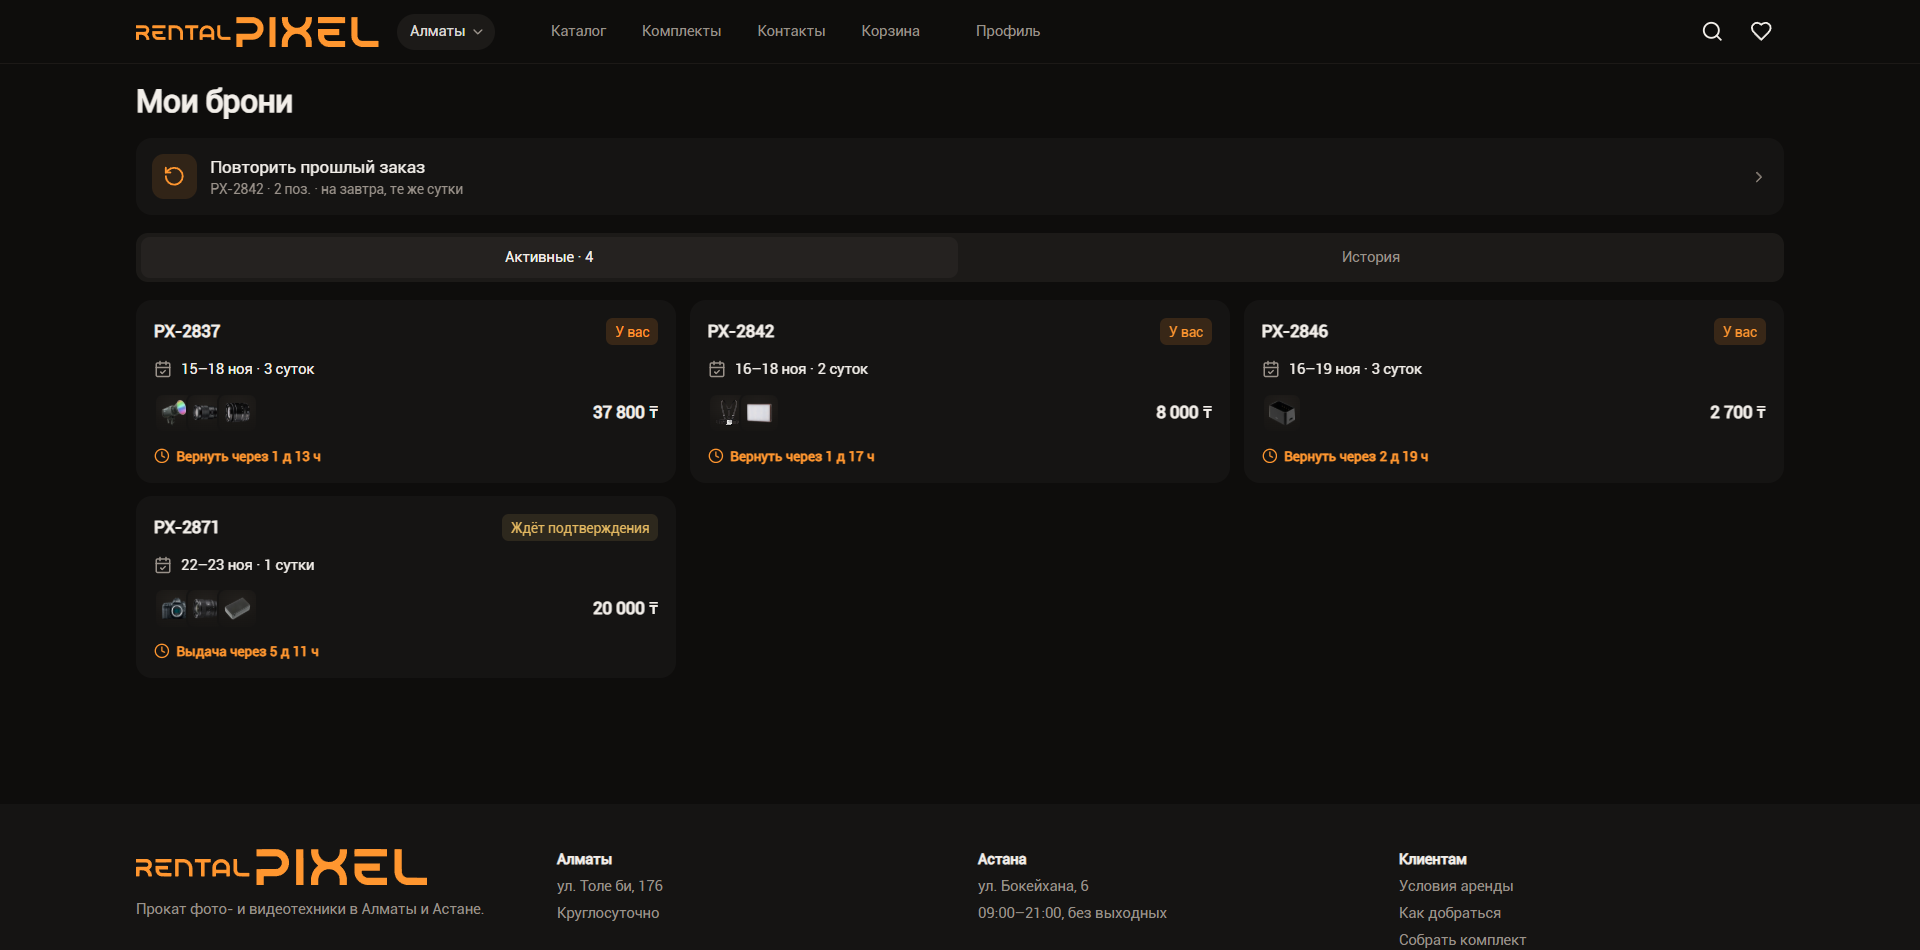 RENTAL PIXEL
Алматы
Каталог
Комплекты
Контакты
Корзина
Профиль
Мои брони
Повторить прошлый заказ
PX-2842 · 2 поз. · на завтра, те же сутки
Активные · 4
История
PX-2837
У вас
15–18 ноя · 3 суток
37 800 ₸
Вернуть через 1 д 13 ч
PX-2842
У вас
16–18 ноя · 2 суток
8 000 ₸
Вернуть через 1 д 17 ч
PX-2846
У вас
16–19 ноя · 3 суток
2 700 ₸
Вернуть через 2 д 19 ч
PX-2871
Ждёт подтверждения
22–23 ноя · 1 сутки
20 000 ₸
Выдача через 5 д 11 ч
RENTAL PIXEL
Прокат фото- и видеотехники в Алматы и Астане.
Алматы
ул. Толе би, 176
Круглосуточно
Астана
ул. Бокейхана, 6
09:00–21:00, без выходных
Клиентам
Условия аренды
Как добраться
Собрать комплект